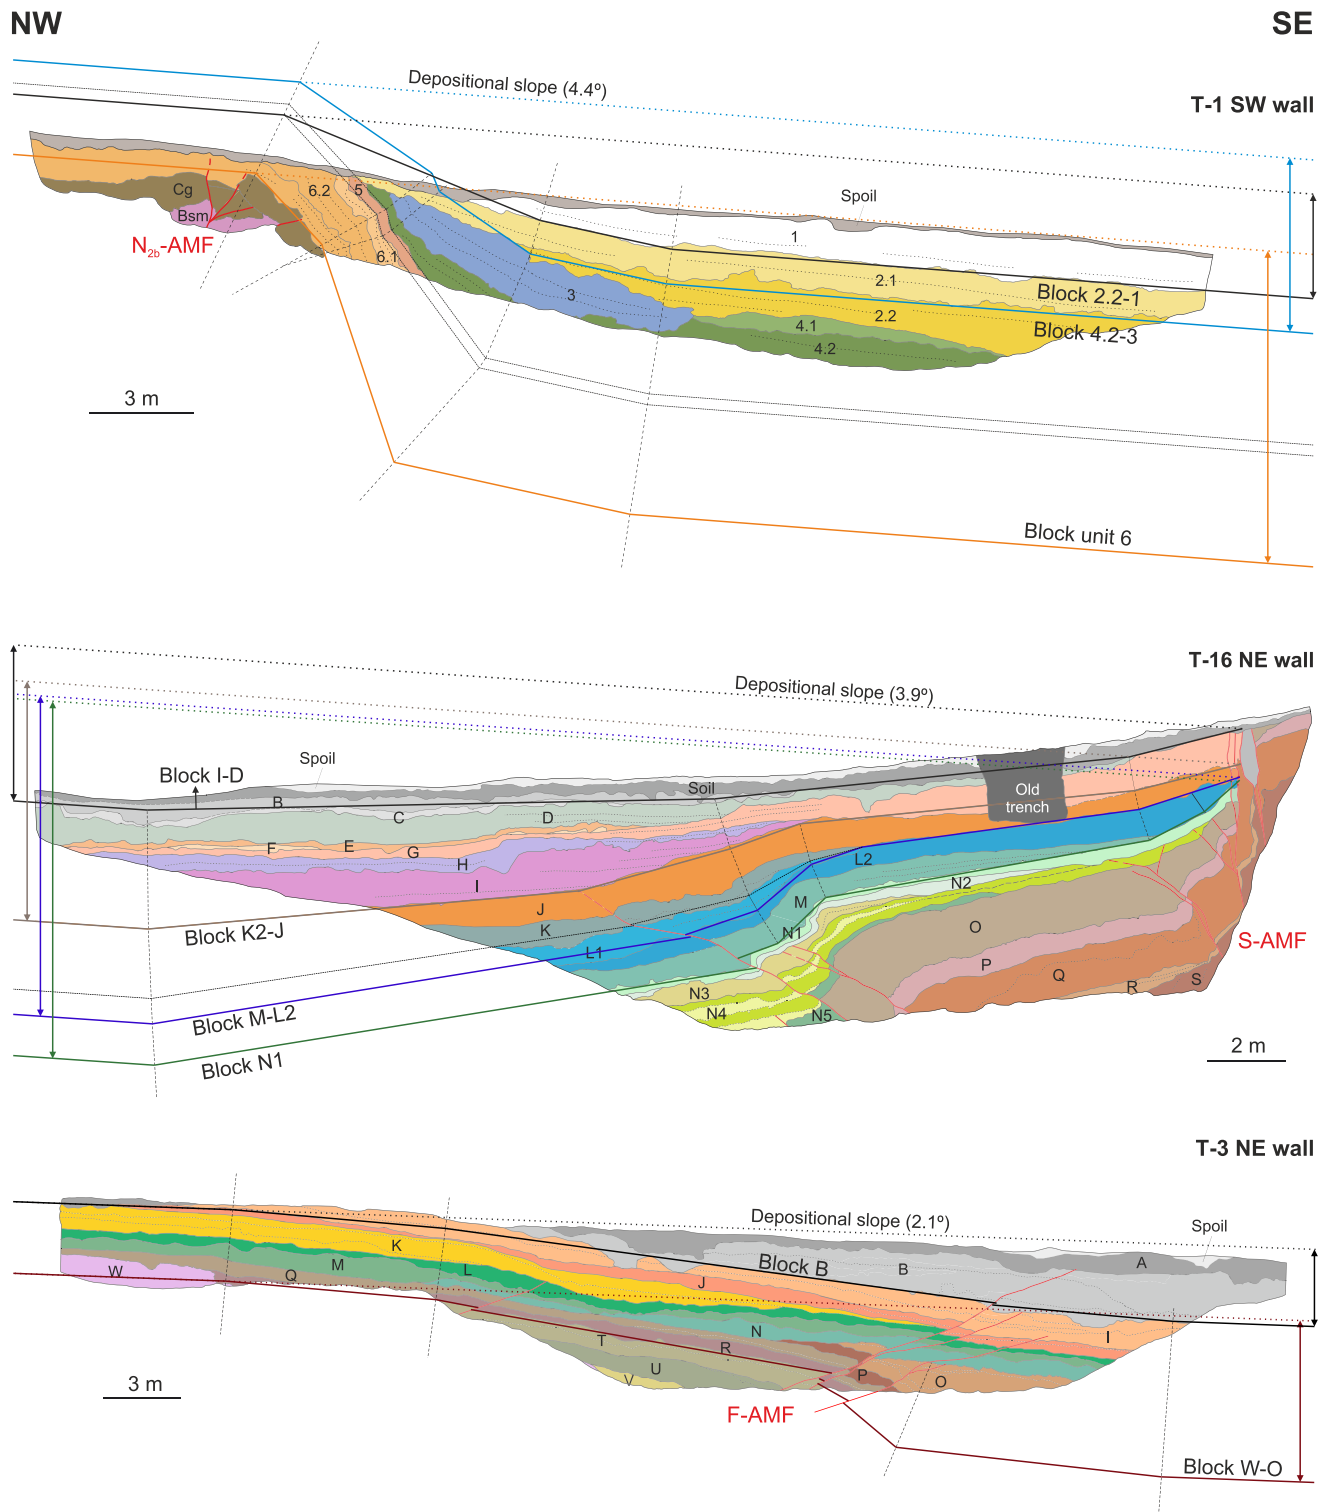 NW
SE
Depositional slope (4.4º)
T-1 SW wall
Cg
Bsm
N2b-AMF
6.2
5
6.1
Spoil
1
2.1
Block 2.2-1
3
2.2
4.1
Block 4.2-3
4.2
3 m
Block unit 6
T-16 NE wall
Depositional slope (3.9º)
Spoil
Block I-D
Soil
Old
trench
B
C
D
F
E
G
H
I
L2
N2
J
M
K
N1
O
Block K2-J
L1
S-AMF
P
Q
R
S
N3
N4
N5
Block M-L2
Block N1
2 m
T-3 NE wall
Depositional slope (2.1º)
Spoil
K
Block B
B
A
W
Q
M
L
J
N
I
T
R
U
V
P
O
3 m
F-AMF
Block W-O